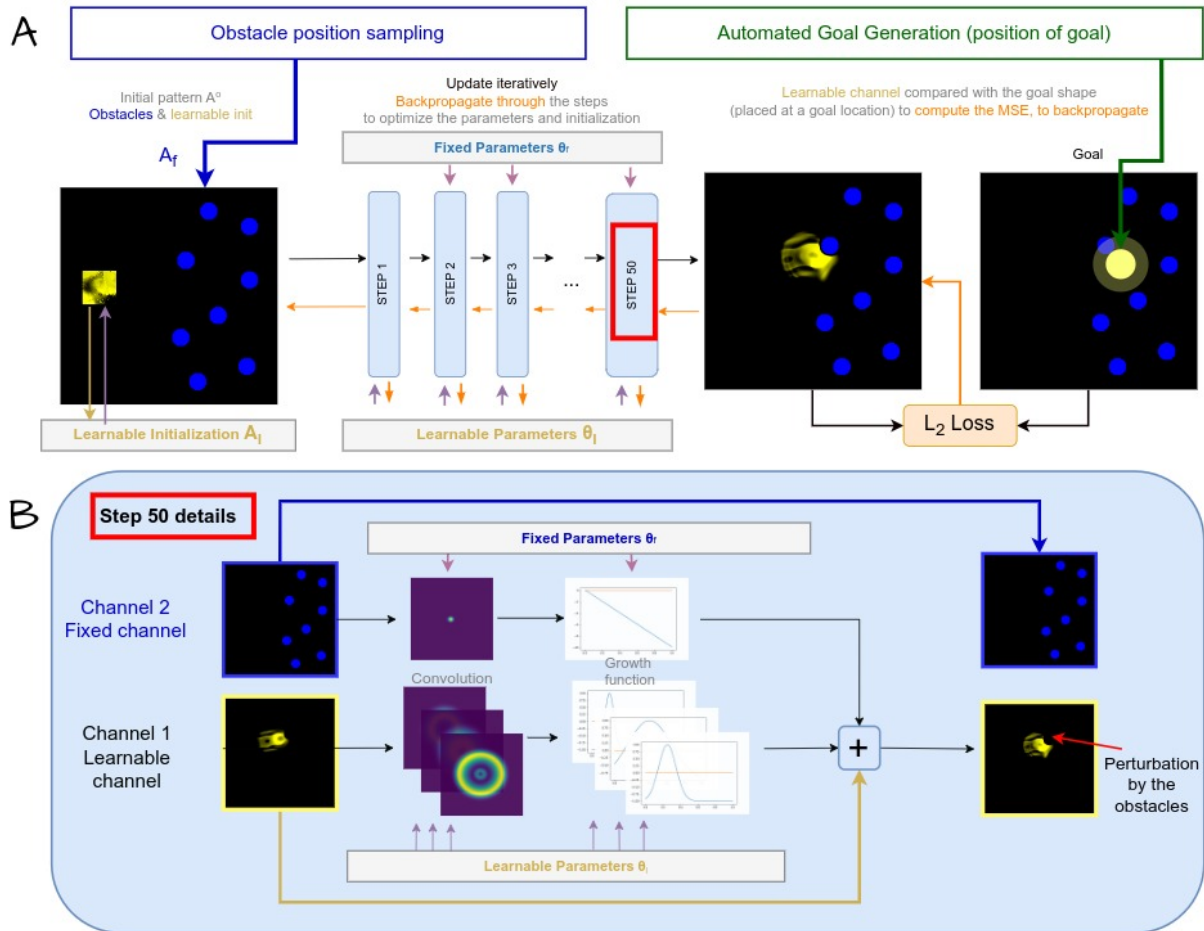 A
Obstacle position sampling
Automated Goal Generation (position of goal)
Initial pattern A⁰
Obstacles & learnable init
Update iteratively
Backpropagate through the steps
to optimize the parameters and initialization
Learnable channel compared with the goal shape
(placed at a goal location) to compute the MSE, to backpropagate
Fixed Parameters θf
Af
Goal
STEP 1
STEP 2
STEP 3
...
STEP 50
Learnable Initialization Al
Learnable Parameters θl
L2 Loss
B
Step 50 details
Fixed Parameters θf
Channel 2
Fixed channel
Convolution
Growth
function
Channel 1
Learnable
channel
+
Perturbation
by the
obstacles
Learnable Parameters θl